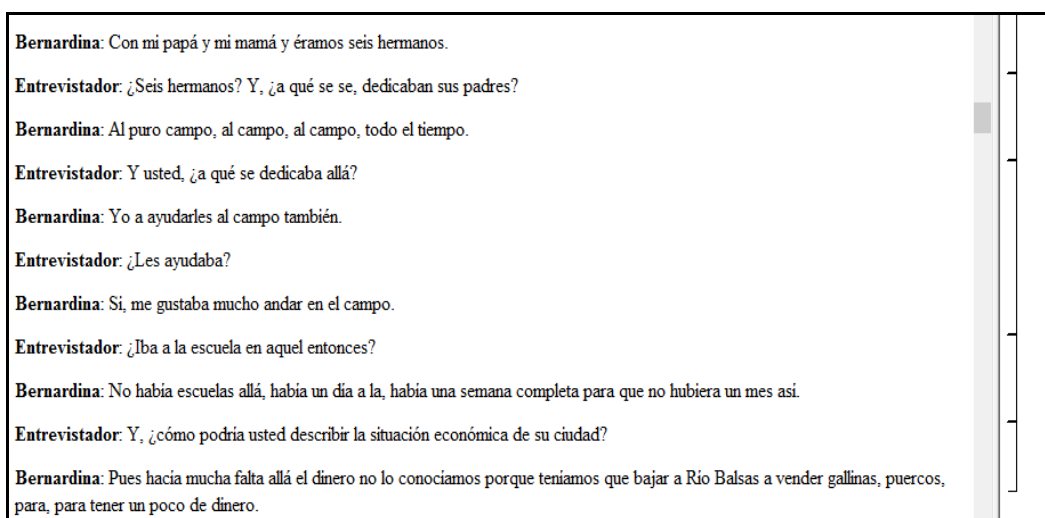 Bernardina: Con mi papá y mi mamá y éramos seis hermanos.
Entrevistador: ¿Seis hermanos? Y, ¿a qué se se, dedicaban sus padres?
Bernardina: Al puro campo, al campo, al campo, todo el tiempo.
Entrevistador: Y usted, ¿a qué se dedicaba allá?
Bernardina: Yo a ayudarles al campo también.
Entrevistador: ¿Les ayudaba?
Bernardina: Si, me gustaba mucho andar en el campo.
Entrevistador: ¿Iba a la escuela en aquel entonces?
Bernardina: No había escuelas allá, había un día a la, había una semana completa para que no hubiera un mes así.
Entrevistador: Y, ¿cómo podría usted describir la situación económica de su ciudad?
Bernardina: Pues hacía mucha falta allá el dinero no lo conocíamos porque teníamos que bajar a Río Balsas a vender gallinas, puercos,
para, para tener un poco de dinero.